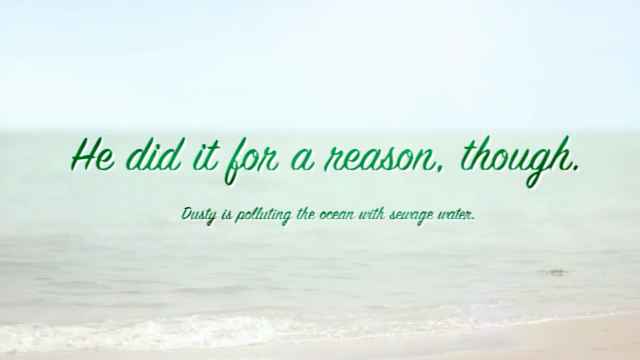 He did it for a reason, though.
Dusty is polluting the ocean with sewage water.